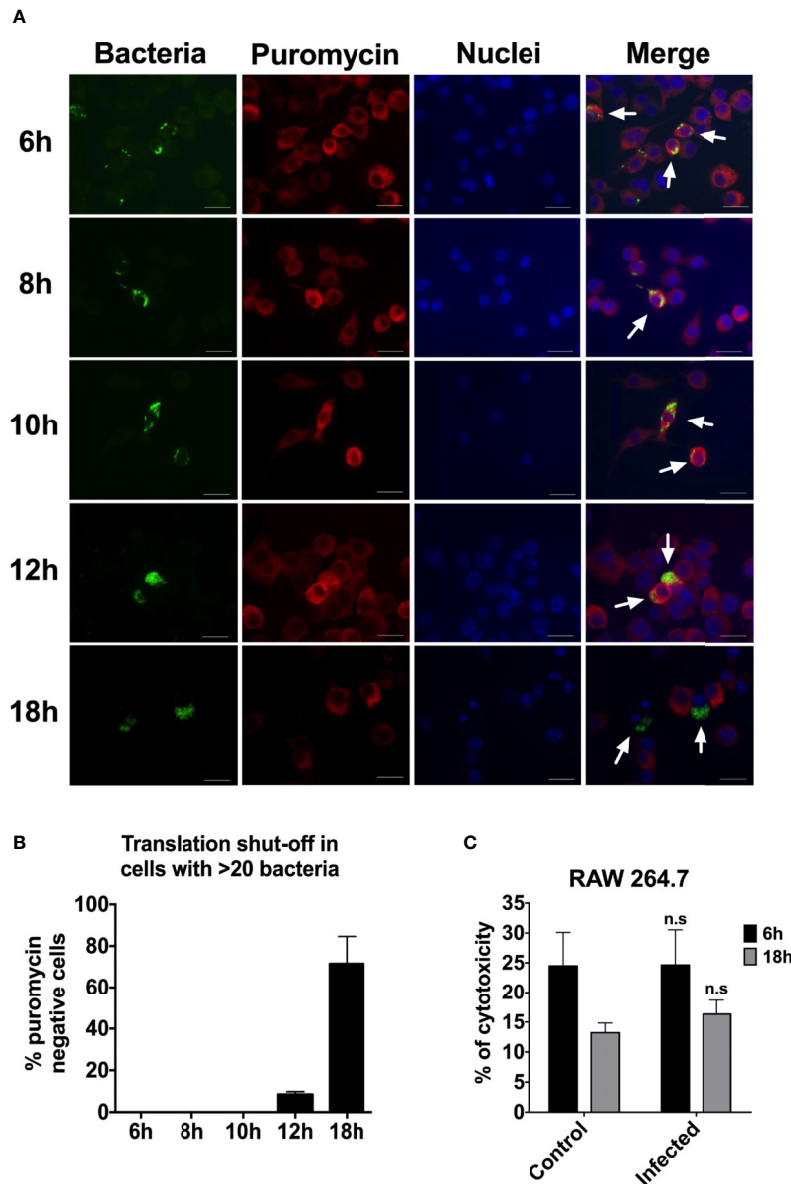 A
Bacteria Puromycin Nuclei Merge
6h
8h
10h
12h
18h
B
Translation shut-off in
cells with >20 bacteria
% puromycin
negative cells
100
80
60
40
20
0
6h 8h 10h 12h 18h
C
RAW 264.7
% of cytotoxicity
35
30
25
20
15
10
5
0
n.s
n.s
6h
18h
Control Infected